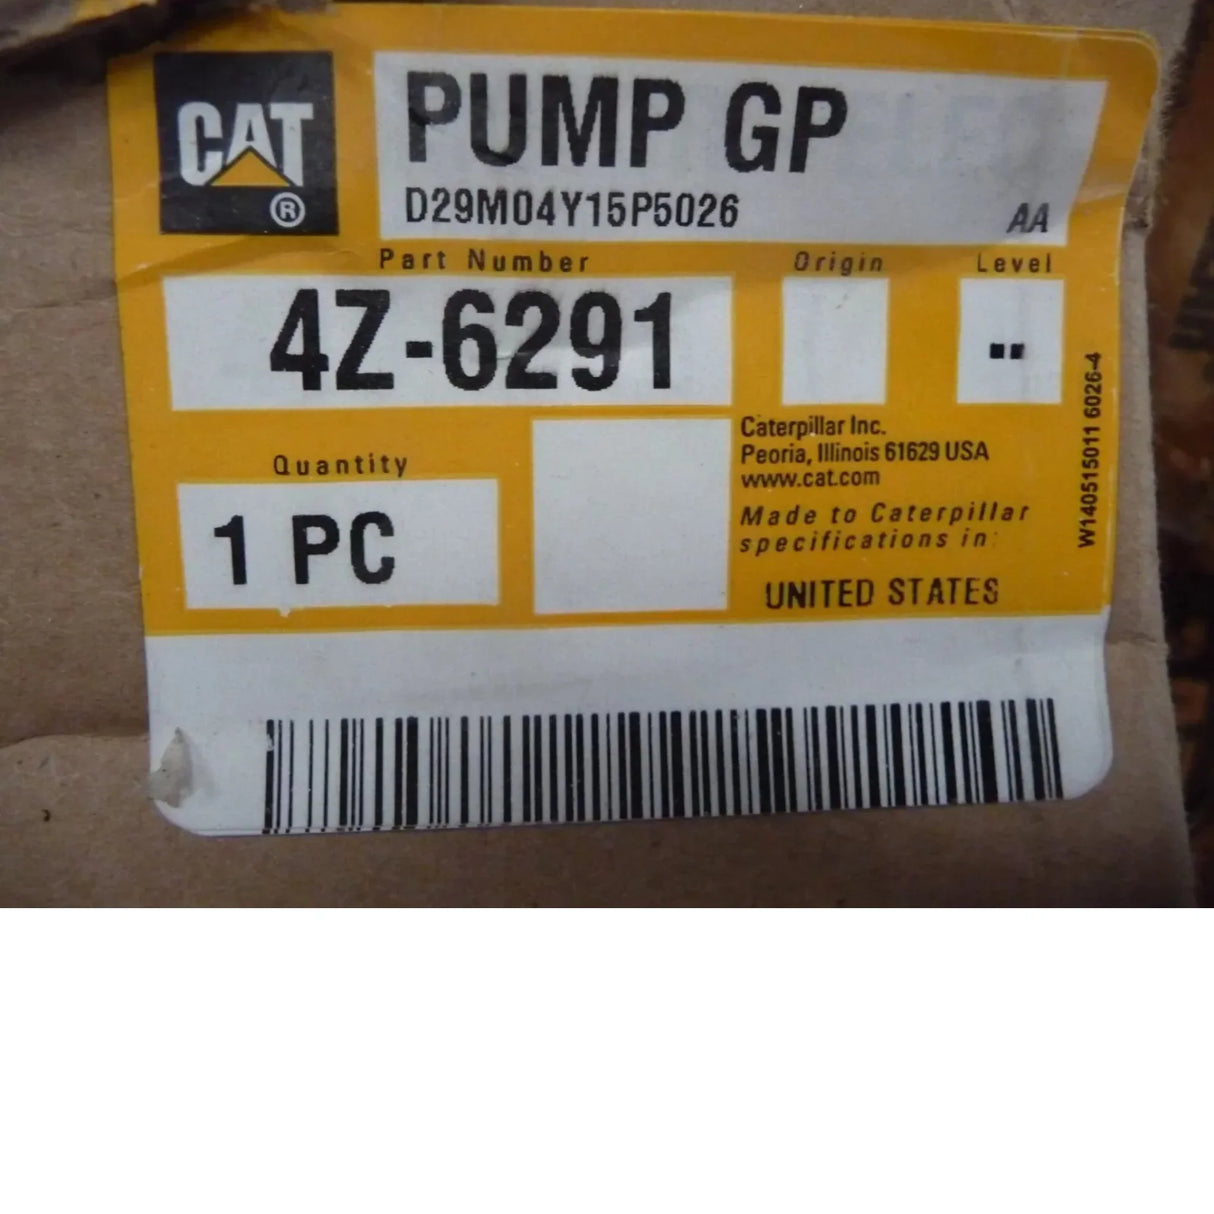 CAT
®
PUMP GP
D29M04Y15P5026
AA
Part Number
Origin
Level
4Z-6291
--
Quantity
1 PC
Caterpillar Inc.
Peoria, Illinois 61629 USA
www.cat.com
Made to Caterpillar
specifications in:
UNITED STATES
W140515011 6026-4